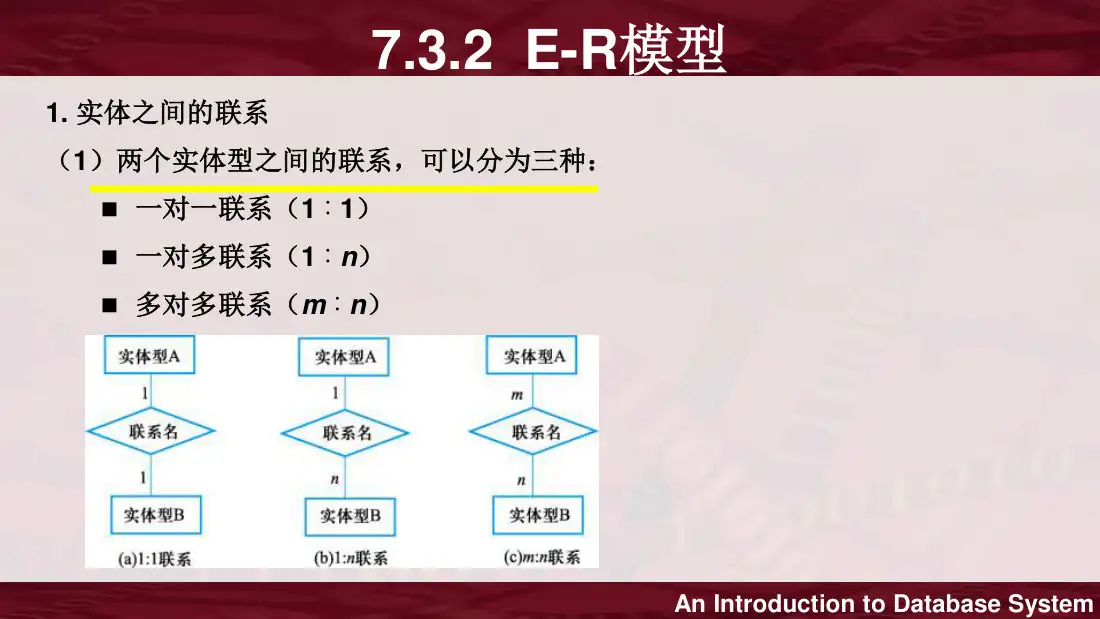 7.3.2 E-R模型
1. 实体之间的联系
（1）两个实体型之间的联系，可以分为三种：
■ 一对一联系（1∶1）
■ 一对多联系（1∶n）
■ 多对多联系（m∶n）
实体型A 实体型A 实体型A
1 1 m
联系名 联系名 联系名
1 n n
实体型B 实体型B 实体型B
(a)1:1联系 (b)1:n联系 (c)m:n联系
An Introduction to Database System